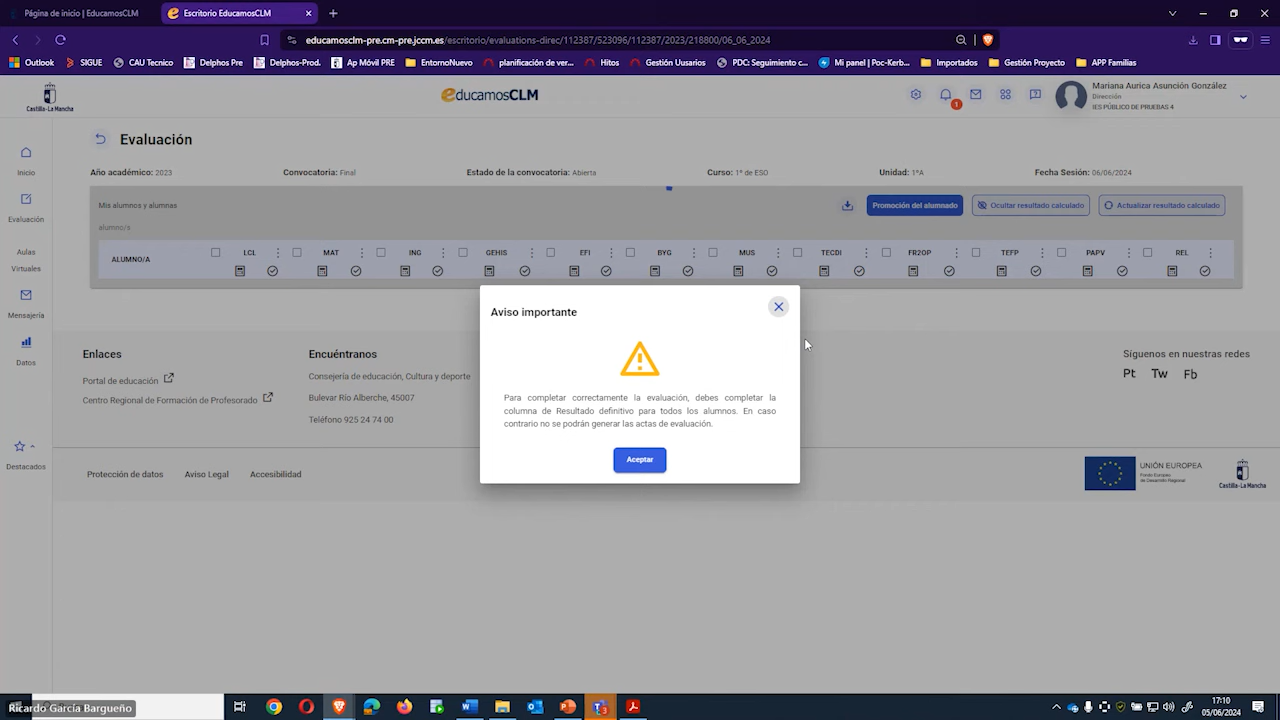 Página de inicio | EducamosCLM
Escritorio EducamosCLM
educamosclm-pre.cm-pre.jccm.es/escritorio/evaluations-direc/112387/523096/112387/2023/218800/06_06_2024
Outlook
SIGUE
CAU Tecnico
Delphos Pre
Delphos-Prod.
Ap Móvil PRE
EntornoNuevo
planificación de ver...
Hitos
Gestión Usuarios
PDC: Seguimiento c...
Mi panel | Poc-Kerb...
Importados
Gestión Proyecto
APP Familias
Castilla-La Mancha
educamosCLM
1
Mariana Aurica Asunción González
Dirección
IES PÚBLICO DE PRUEBAS 4
Inicio
Evaluación
Aulas
Virtuales
Mensajería
Datos
Destacados
Evaluación
Año académico: 2023
Convocatoria: Final
Estado de la convocatoria: Abierta
Curso: 1º de ESO
Unidad: 1ºA
Fecha Sesión: 06/06/2024
Mis alumnos y alumnas
Promoción del alumnado
Ocultar resultado calculado
Actualizar resultado calculado
alumno/s
ALUMNO/A
LCL
MAT
ING
GEHIS
EFI
BYG
MUS
TECDI
FR2OP
TEFP
PAPV
REL
Aviso importante
Para completar correctamente la evaluación, debes completar la
columna de Resultado definitivo para todos los alumnos. En caso
contrario no se podrán generar las actas de evaluación.
Aceptar
Enlaces
Portal de educación
Centro Regional de Formación de Profesorado
Encuéntranos
Consejería de educación, Cultura y deporte
Bulevar Río Alberche, 45007
Teléfono 925 24 74 00
Síguenos en nuestras redes
Pt
Tw
Fb
Protección de datos
Aviso Legal
Accesibilidad
UNIÓN EUROPEA
Fondo Europeo
de Desarrollo Regional
Castilla-La Mancha
Ricardo García Bargueño
17:10
05/06/2024